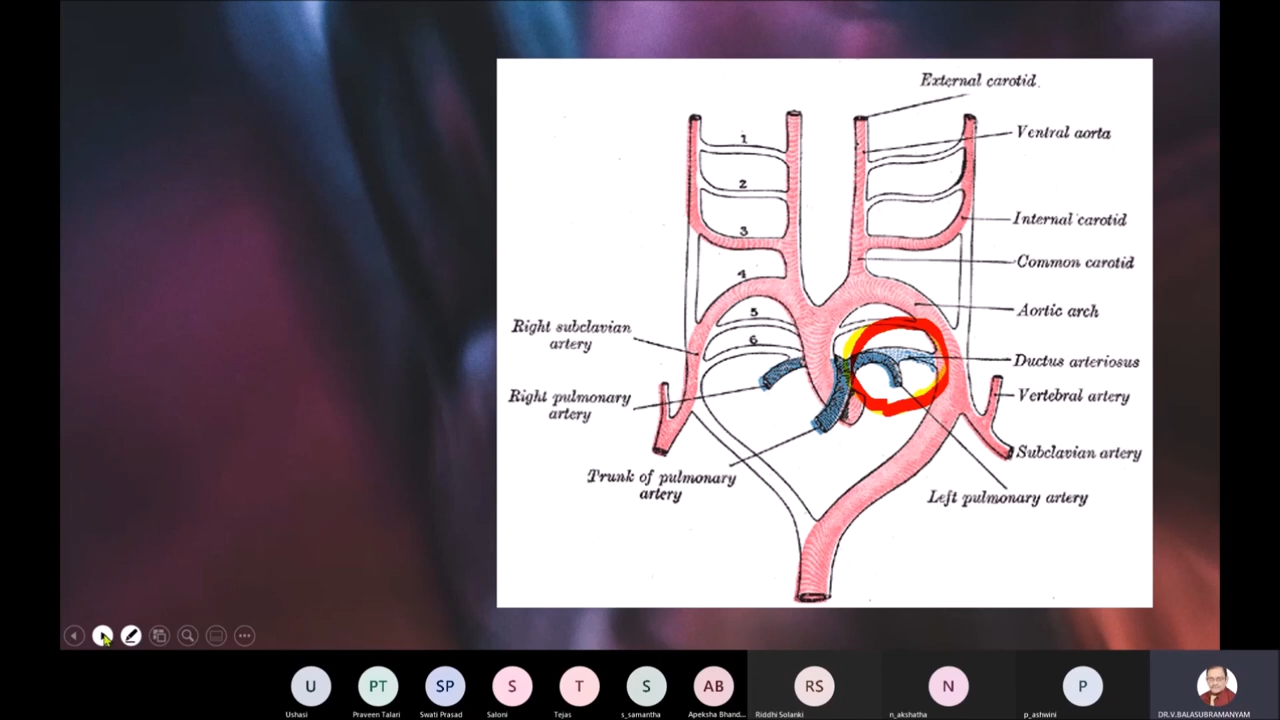 External carotid.
1
Ventral aorta
2
Internal carotid
3
Common carotid
4
Aortic arch
5
Right subclavian
artery
6
Ductus arteriosus
Right pulmonary
artery
Vertebral artery
Subclavian artery
Trunk of pulmonary
artery
Left pulmonary artery
U
PT
SP
S
T
S
AB
RS
N
P
Ushasi
Praveen Talari
Swati Prasad
Saloni
Tejas
s_samantha
Apeksha Bhand...
Riddhi Solanki
n_akshatha
p_ashwini
DR.V.BALASUBRAMANYAM